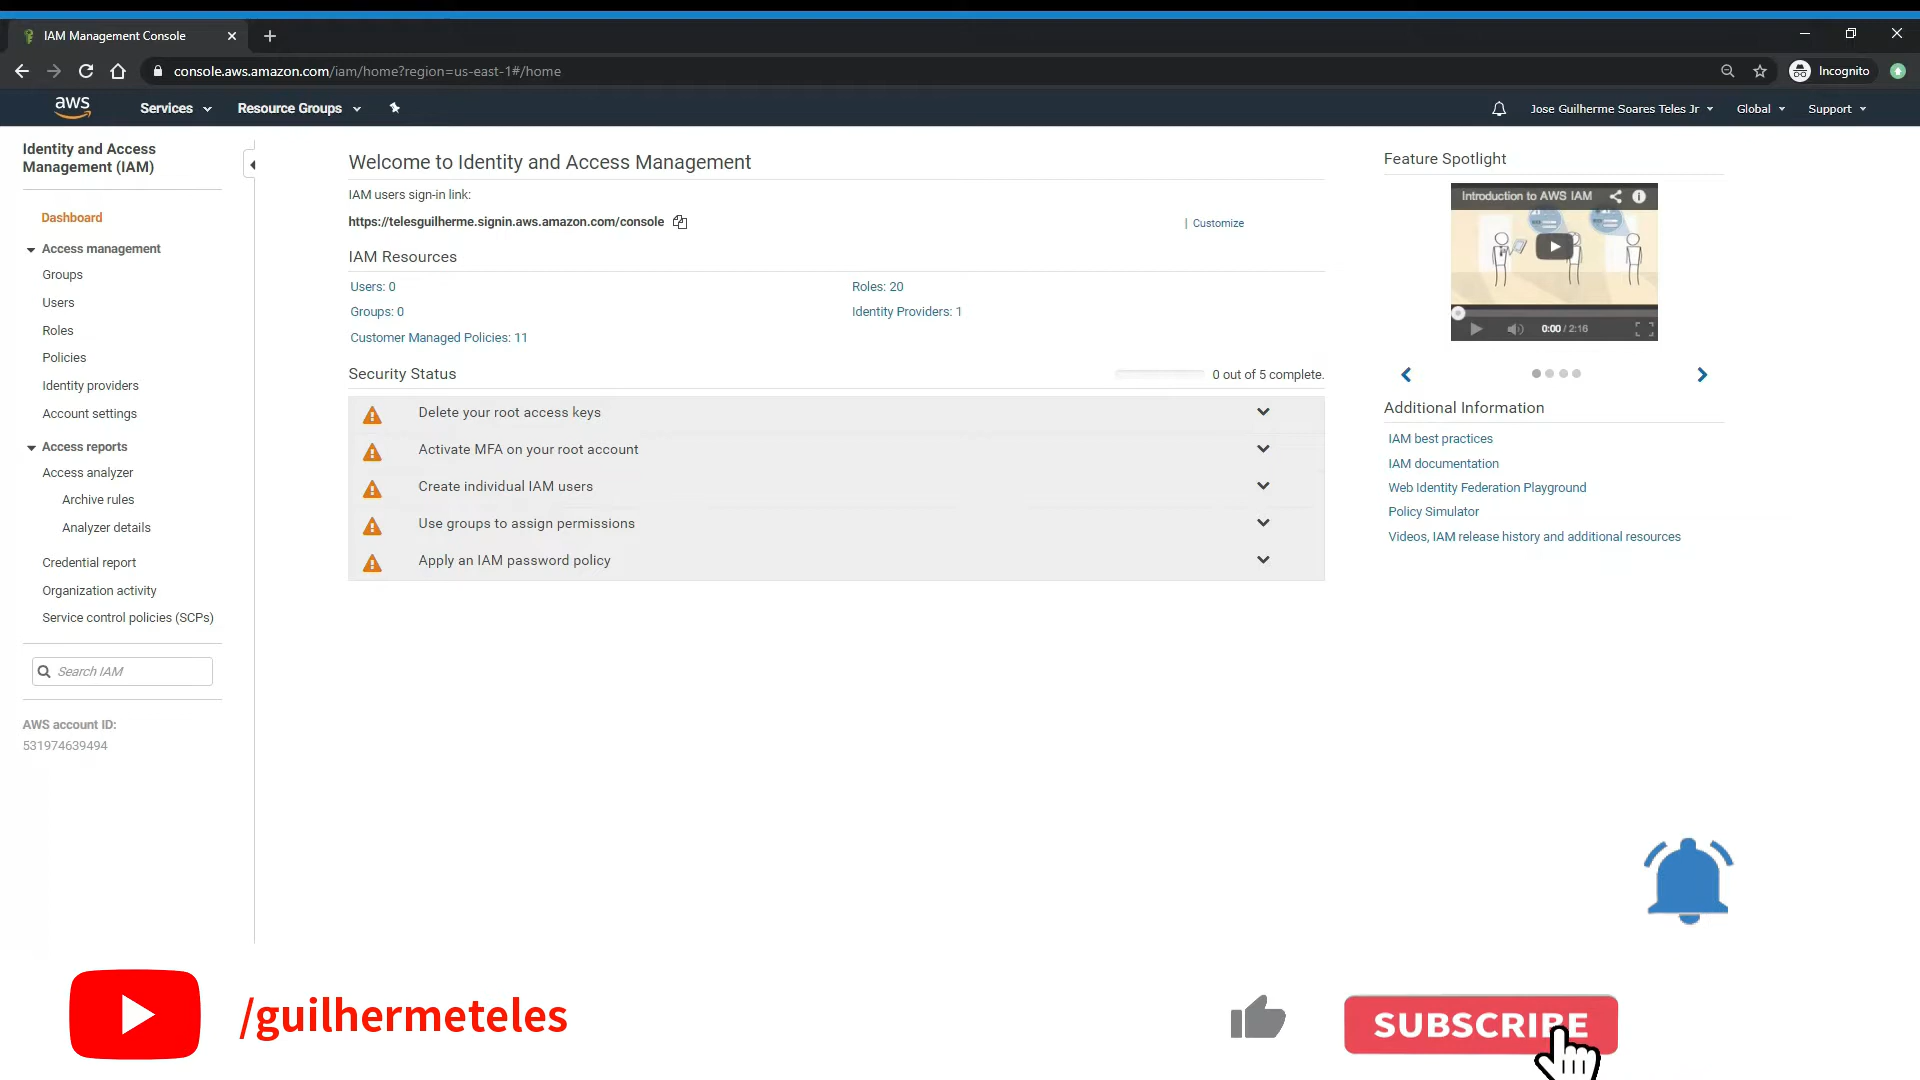 IAM Management Console
console.aws.amazon.com/iam/home?region=us-east-1#/home
Incognito
aws
Services
Resource Groups
Jose Guilherme Soares Teles Jr
Global
Support
Identity and Access
Management (IAM)
Dashboard
Access management
Groups
Users
Roles
Policies
Identity providers
Account settings
Access reports
Access analyzer
Archive rules
Analyzer details
Credential report
Organization activity
Service control policies (SCPs)
Search IAM
AWS account ID:
531974639494
Welcome to Identity and Access Management
IAM users sign-in link:
https://telesguilherme.signin.aws.amazon.com/console
| Customize
IAM Resources
Users: 0
Roles: 20
Groups: 0
Identity Providers: 1
Customer Managed Policies: 11
Security Status
0 out of 5 complete.
Delete your root access keys
Activate MFA on your root account
Create individual IAM users
Use groups to assign permissions
Apply an IAM password policy
Feature Spotlight
Introduction to AWS IAM
0:00 / 2:16
Additional Information
IAM best practices
IAM documentation
Web Identity Federation Playground
Policy Simulator
Videos, IAM release history and additional resources
/guilhermeteles
SUBSCRIBE